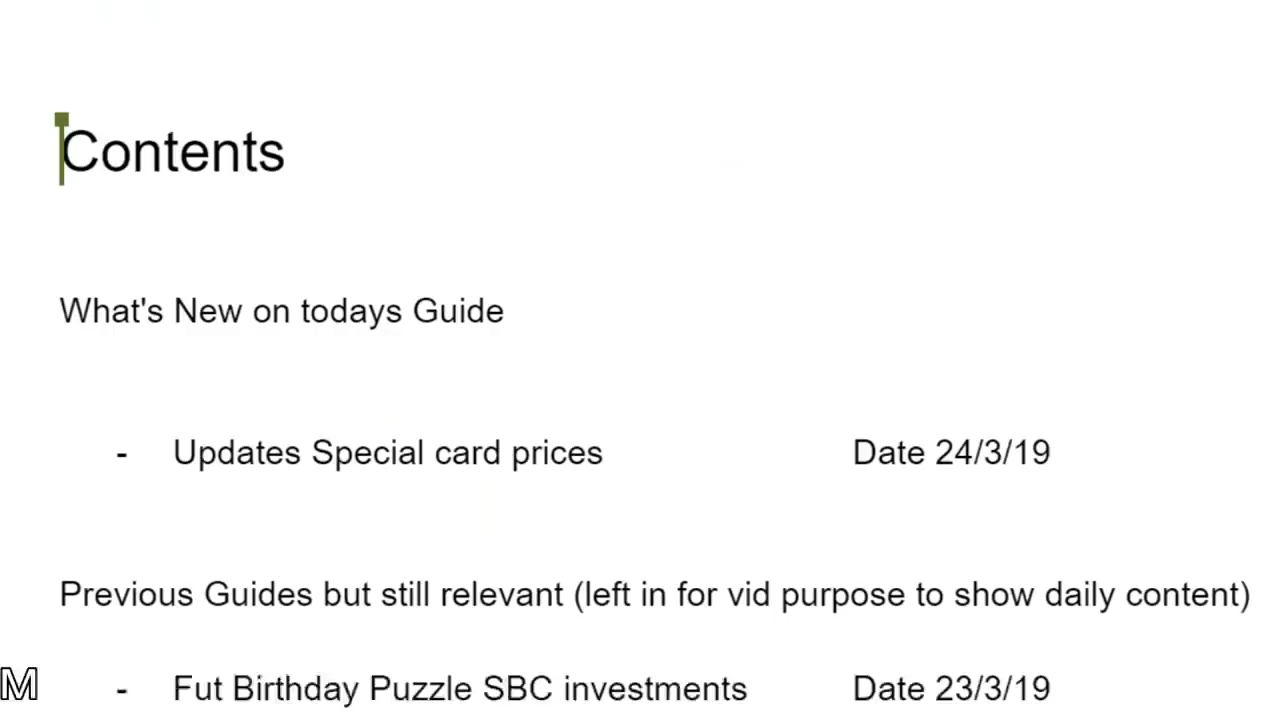 Contents
What's New on todays Guide
- Updates Special card prices Date 24/3/19
Previous Guides but still relevant (left in for vid purpose to show daily content)
- Fut Birthday Puzzle SBC investments Date 23/3/19
M